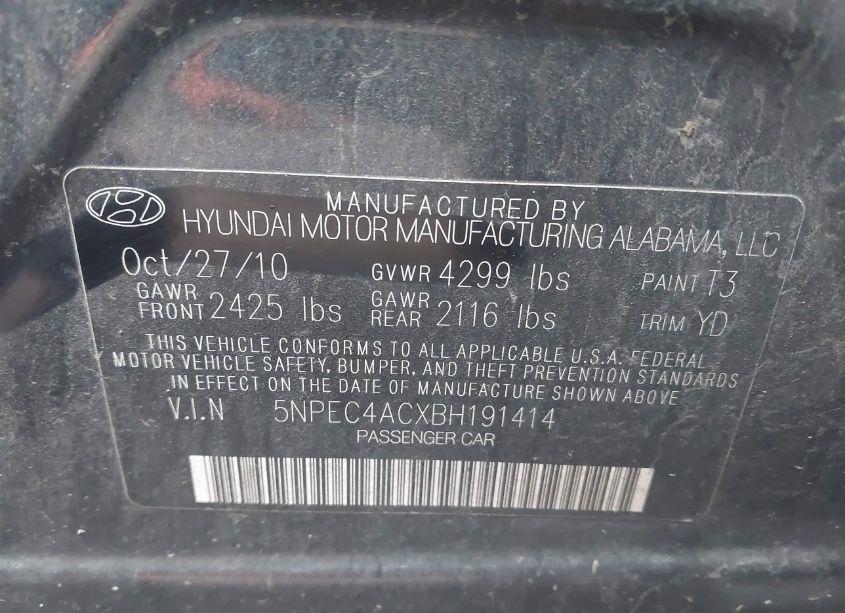 MANUFACTURED BY
HYUNDAI MOTOR MANUFACTURING ALABAMA, LLC
Oct/27/10 GVWR 4299 lbs PAINT T3
GAWR FRONT 2425 lbs GAWR REAR 2116 lbs TRIM YD
THIS VEHICLE CONFORMS TO ALL APPLICABLE U.S.A. FEDERAL
MOTOR VEHICLE SAFETY, BUMPER, AND THEFT PREVENTION STANDARDS
IN EFFECT ON THE DATE OF MANUFACTURE SHOWN ABOVE
V.I.N 5NPEC4ACXBH191414
PASSENGER CAR